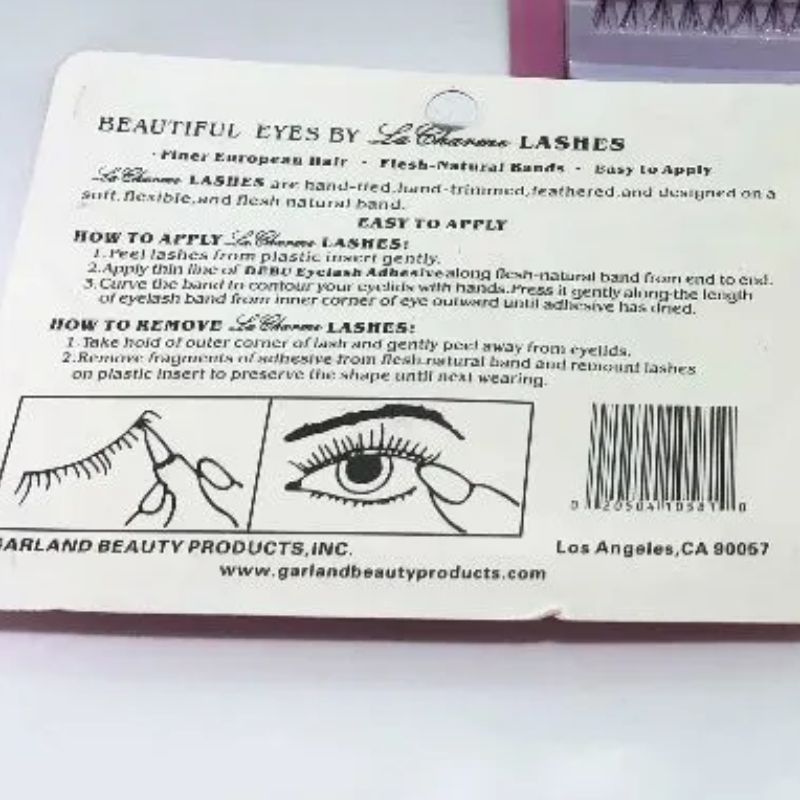 BEAUTIFUL EYES BY La Charme LASHES
· Finer European Hair · Flesh-Natural Bands · Easy to Apply
La Charme LASHES are hand-tied, hand-trimmed, feathered, and designed on a
soft, flexible, and flesh natural band.
EASY TO APPLY
HOW TO APPLY La Charme LASHES:
1. Peel lashes from plastic insert gently.
2. Apply thin line of BEBU Eyelash Adhesive along flesh-natural band from end to end.
3. Curve the band to contour your eyelids with hands. Press it gently along the length
of eyelash band from inner corner of eye outward until adhesive has dried.
HOW TO REMOVE La Charme LASHES:
1. Take hold of outer corner of lash and gently peel away from eyelids.
2. Remove fragments of adhesive from flesh natural band and remount lashes
on plastic insert to preserve the shape until next wearing.
GARLAND BEAUTY PRODUCTS, INC.
Los Angeles, CA 90057
www.garlandbeautyproducts.com